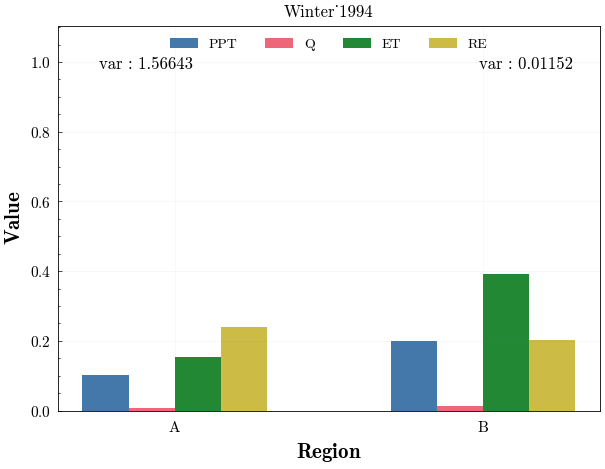 Winter˙1994
PPT Q ET RE
var : 1.56643 var : 0.01152
1.0
0.8
0.6
0.4
0.2
0.0
Value
A B
Region